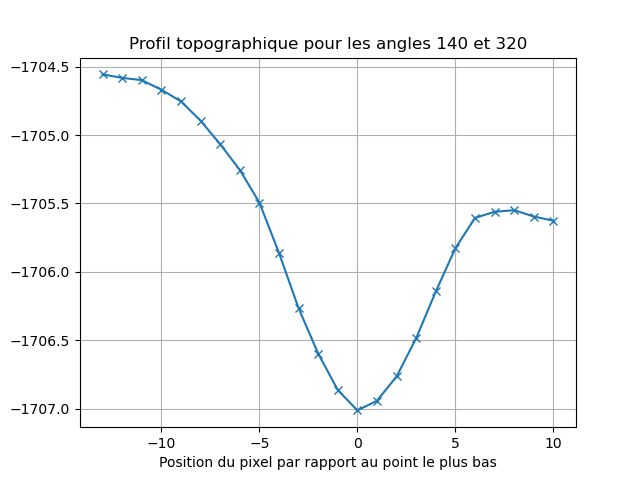 Profil topographique pour les angles 140 et 320
−1704.5
−1705.0
−1705.5
−1706.0
−1706.5
−1707.0
−10 −5 0 5 10
Position du pixel par rapport au point le plus bas